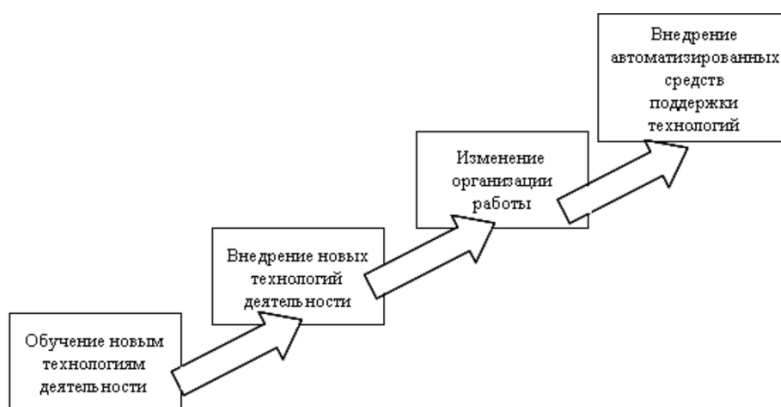 Внедрение
автоматизированных
средств
поддержки
технологий
Изменение
организации
работы
Внедрение новых
технологий
деятельности
Обучение новым
технологиям
деятельности